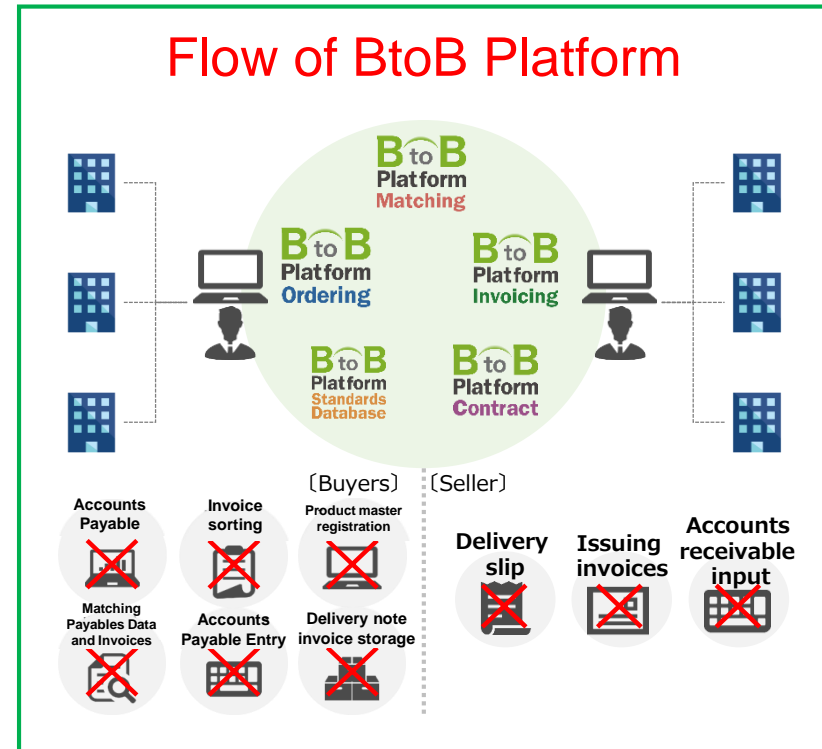 Flow of BtoB Platform
BtoB
Platform
Matching
BtoB
Platform
Ordering
BtoB
Platform
Invoicing
BtoB
Platform
Standards
Database
BtoB
Platform
Contract
〔Buyers〕
〔Seller〕
Accounts
Payable
Invoice
sorting
Product master
registration
Matching
Payables Data
and Invoices
Accounts
Payable Entry
Delivery note
invoice storage
Delivery
slip
Issuing
invoices
Accounts
receivable
input